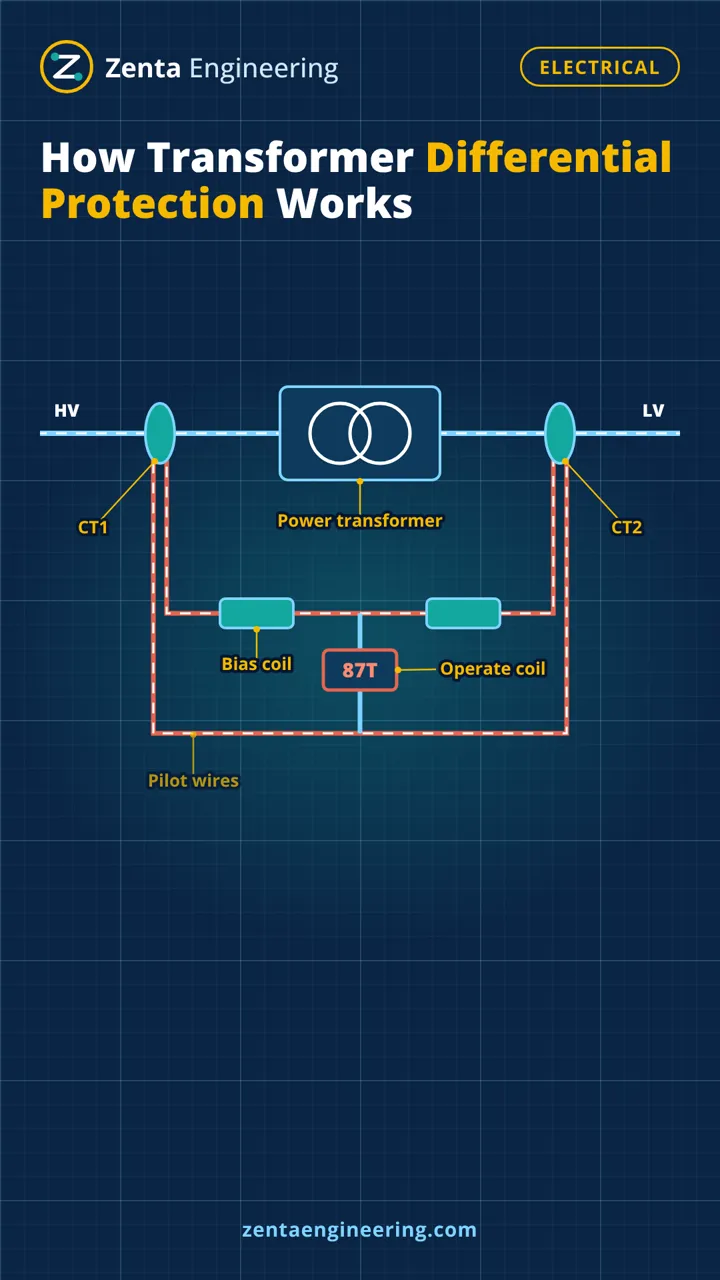 Zenta Engineering
ELECTRICAL
How Transformer Differential
Protection Works
HV
LV
CT1
Power transformer
CT2
Bias coil
87T
Operate coil
Pilot wires
zentaengineering.com